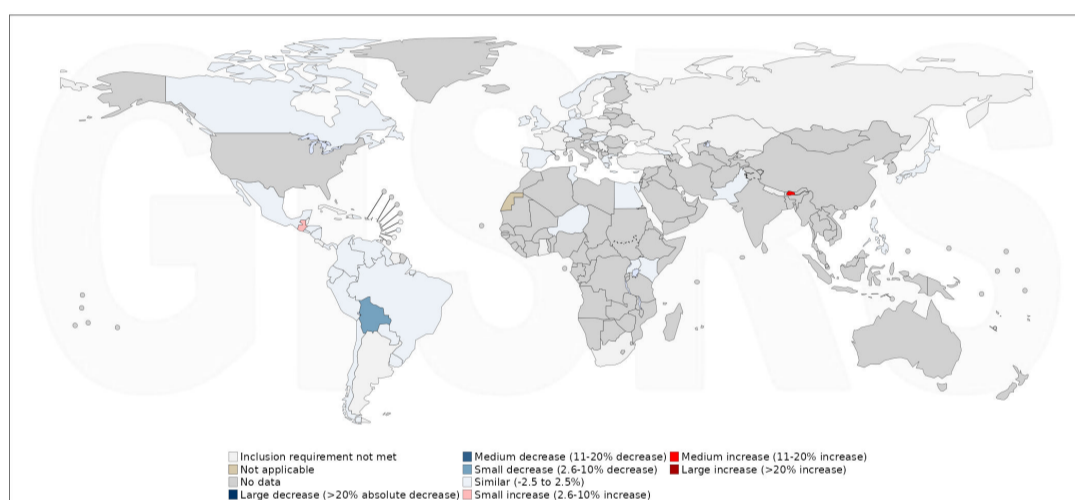 GISRS
Inclusion requirement not met
Not applicable
No data
Large decrease (>20% absolute decrease)
Medium decrease (11-20% decrease)
Small decrease (2.6-10% decrease)
Similar (-2.5 to 2.5%)
Small increase (2.6-10% increase)
Medium increase (11-20% increase)
Large increase (>20% increase)